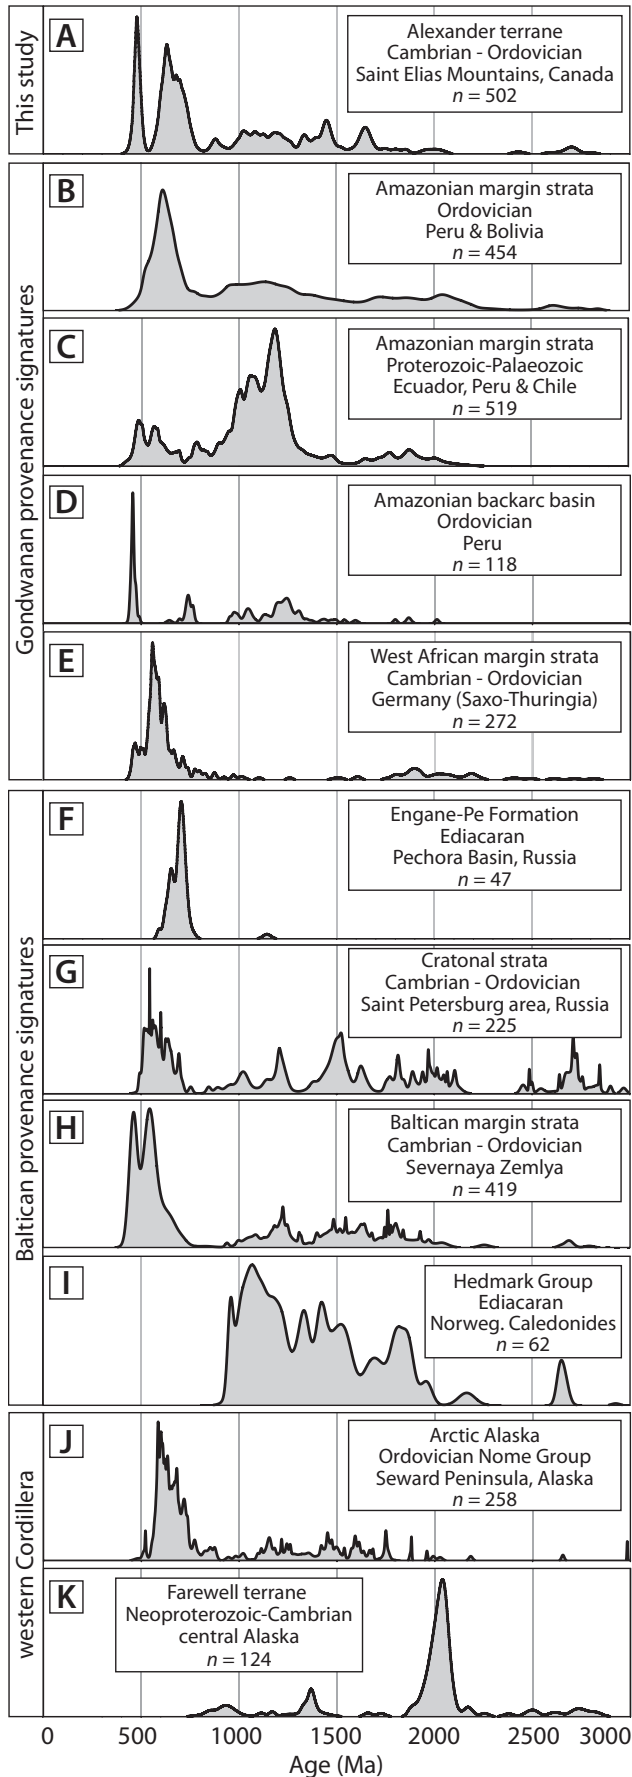 This study
A
Alexander terrane
Cambrian - Ordovician
Saint Elias Mountains, Canada
n = 502
Gondwanan provenance signatures
B
Amazonian margin strata
Ordovician
Peru & Bolivia
n = 454
C
Amazonian margin strata
Proterozoic-Palaeozoic
Ecuador, Peru & Chile
n = 519
D
Amazonian backarc basin
Ordovician
Peru
n = 118
E
West African margin strata
Cambrian - Ordovician
Germany (Saxo-Thuringia)
n = 272
Baltican provenance signatures
F
Engane-Pe Formation
Ediacaran
Pechora Basin, Russia
n = 47
G
Cratonal strata
Cambrian - Ordovician
Saint Petersburg area, Russia
n = 225
H
Baltican margin strata
Cambrian - Ordovician
Severnaya Zemlya
n = 419
I
Hedmark Group
Ediacaran
Norweg. Caledonides
n = 62
western Cordillera
J
Arctic Alaska
Ordovician Nome Group
Seward Peninsula, Alaska
n = 258
K
Farewell terrane
Neoproterozoic-Cambrian
central Alaska
n = 124
0 500 1000 1500 2000 2500 3000
Age (Ma)